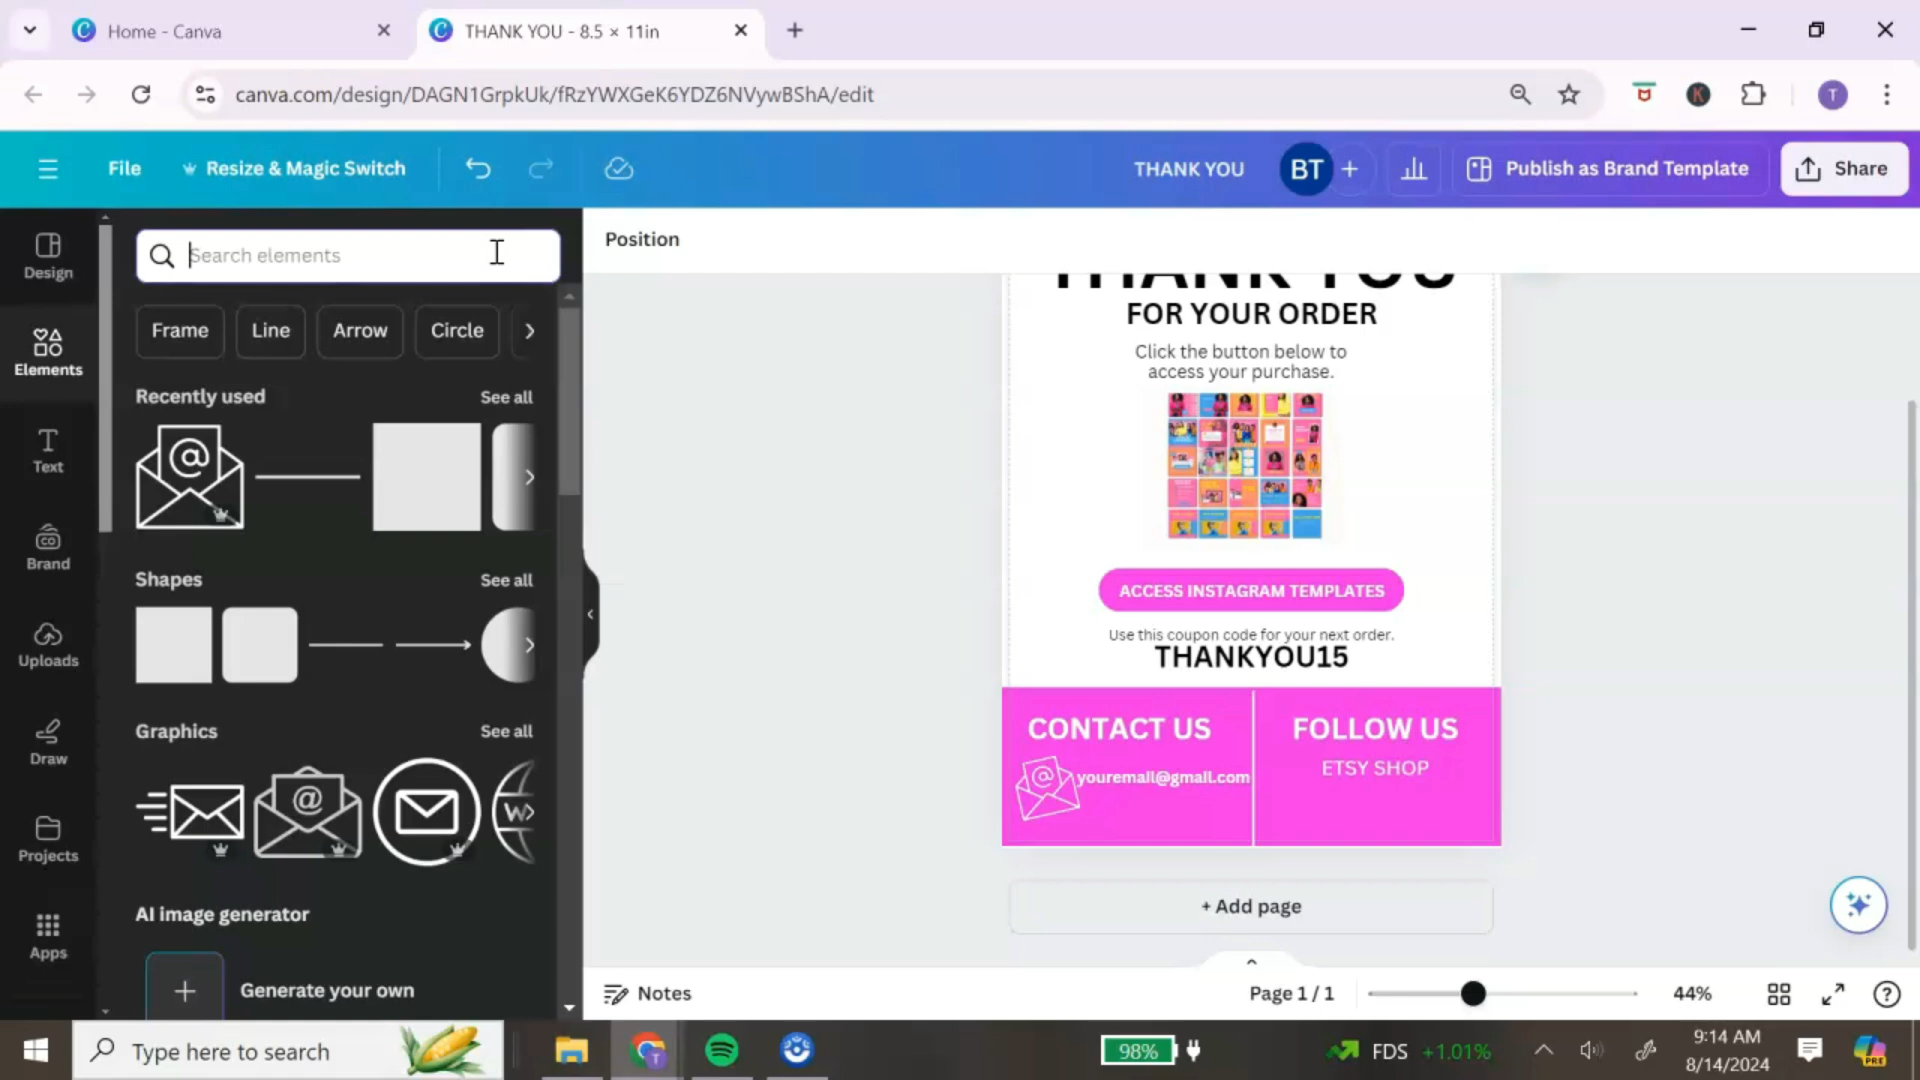 Home - Canva
THANK YOU - 8.5 × 11in
canva.com/design/DAGN1GrpkUk/fRzYWXGeK6YDZ6NVywBShA/edit
K
T
File
Resize & Magic Switch
THANK YOU
BT
+
Publish as Brand Template
Share
Design
Elements
Text
Brand
Uploads
Draw
Projects
Apps
Search elements
Frame
Line
Arrow
Circle
Recently used
See all
Shapes
See all
Graphics
See all
AI image generator
Generate your own
Position
THANK YOU
FOR YOUR ORDER
Click the button below to
access your purchase.
ACCESS INSTAGRAM TEMPLATES
Use this coupon code for your next order.
THANKYOU15
CONTACT US
youremail@gmail.com
FOLLOW US
ETSY SHOP
+ Add page
Notes
Page 1 / 1
44%
Type here to search
98%
FDS +1.01%
9:14 AM
8/14/2024
PRE